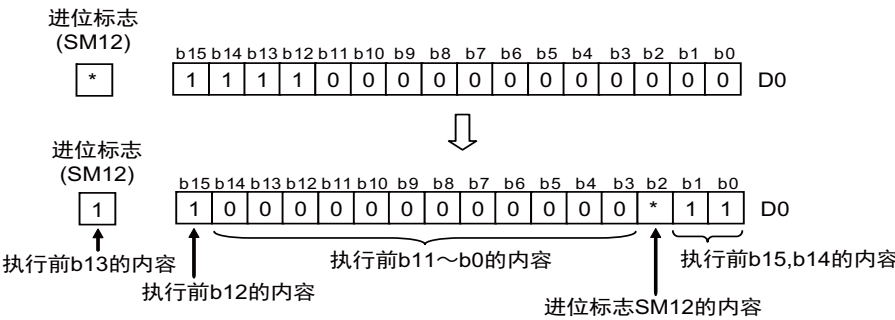 进位标志
(SM12)
b15 b14 b13 b12 b11 b10 b9 b8 b7 b6 b5 b4 b3 b2 b1 b0
* 1 1 1 1 0 0 0 0 0 0 0 0 0 0 0 0 D0
进位标志
(SM12)
b15 b14 b13 b12 b11 b10 b9 b8 b7 b6 b5 b4 b3 b2 b1 b0
1 1 0 0 0 0 0 0 0 0 0 0 0 0 * 1 1 D0
执行前b13的内容 执行前b11～b0的内容 执行前b15,b14的内容
执行前b12的内容
进位标志SM12的内容